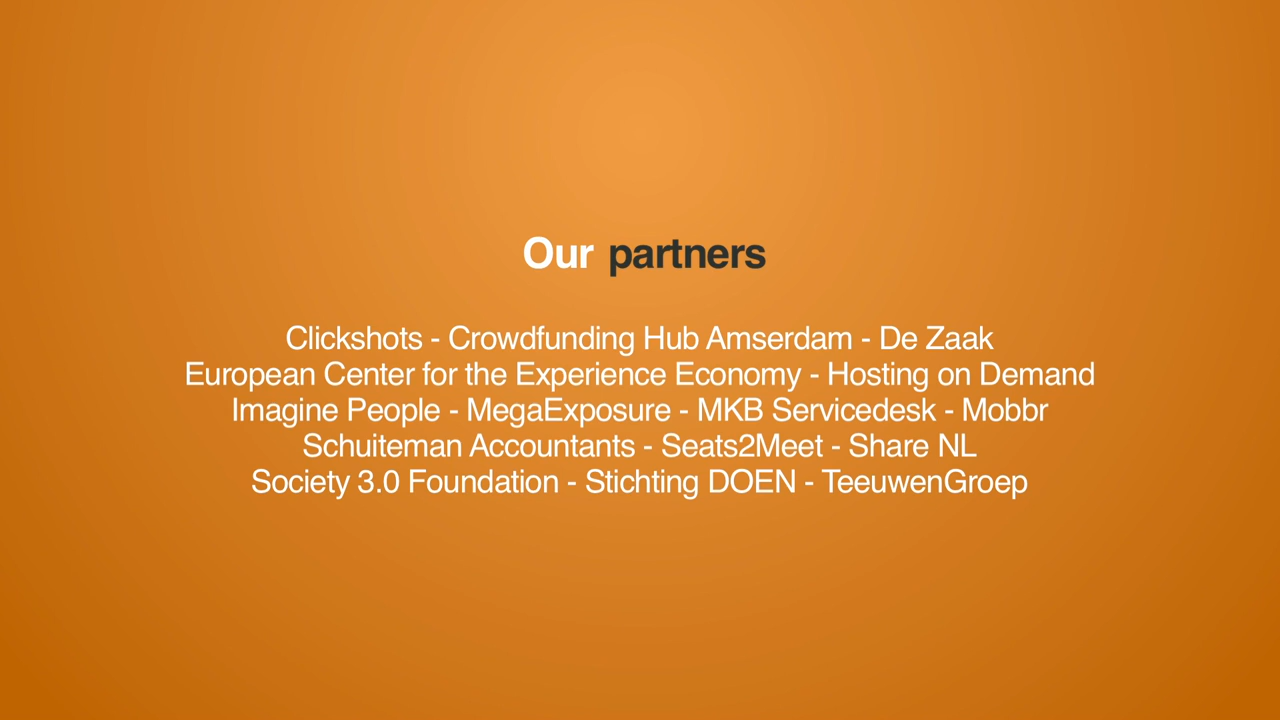 Our partners
Clickshots - Crowdfunding Hub Amserdam - De Zaak
European Center for the Experience Economy - Hosting on Demand
Imagine People - MegaExposure - MKB Servicedesk - Mobbr
Schuiteman Accountants - Seats2Meet - Share NL
Society 3.0 Foundation - Stichting DOEN - TeeuwenGroep